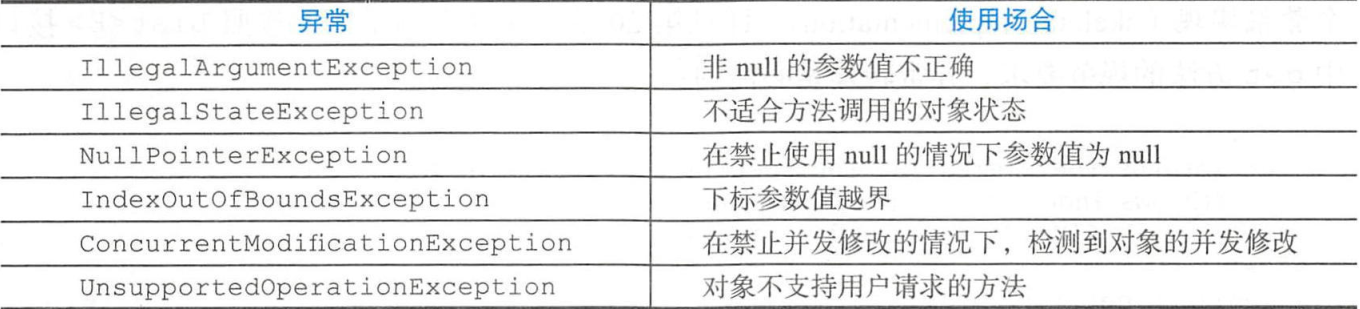 异常 使用场合
IllegalArgumentException 非 null 的参数值不正确
IllegalStateException 不适合方法调用的对象状态
NullPointerException 在禁止使用 null 的情况下参数值为 null
IndexOutOfBoundsException 下标参数值越界
ConcurrentModificationException 在禁止并发修改的情况下，检测到对象的并发修改
UnsupportedOperationException 对象不支持用户请求的方法